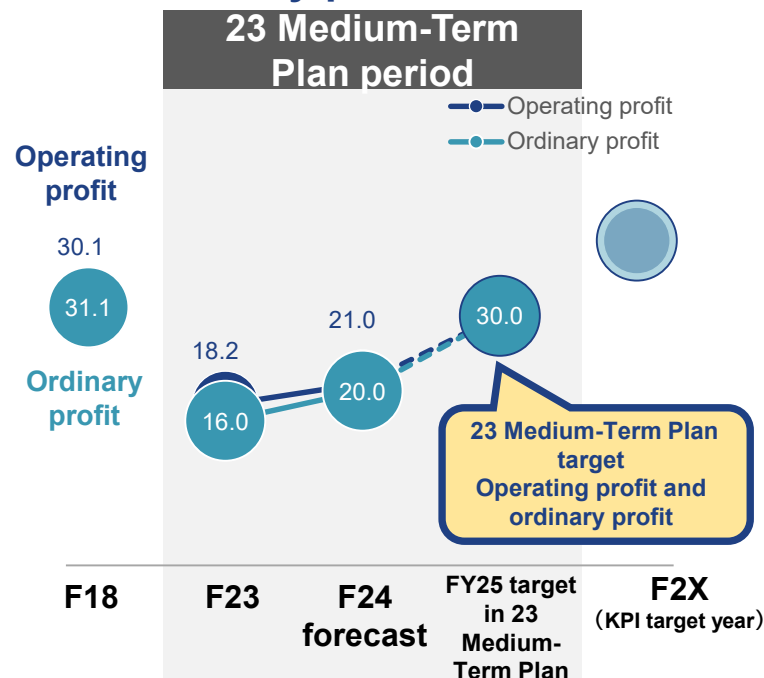 23 Medium-Term
Plan period
Operating profit
Ordinary profit
Operating
profit
30.1
31.1
Ordinary
profit
18.2
16.0
21.0
20.0
30.0
23 Medium-Term Plan
target
Operating profit and
ordinary profit
F18
F23
F24
forecast
FY25 target
in 23
Medium-
Term Plan
F2X
（KPI target year）